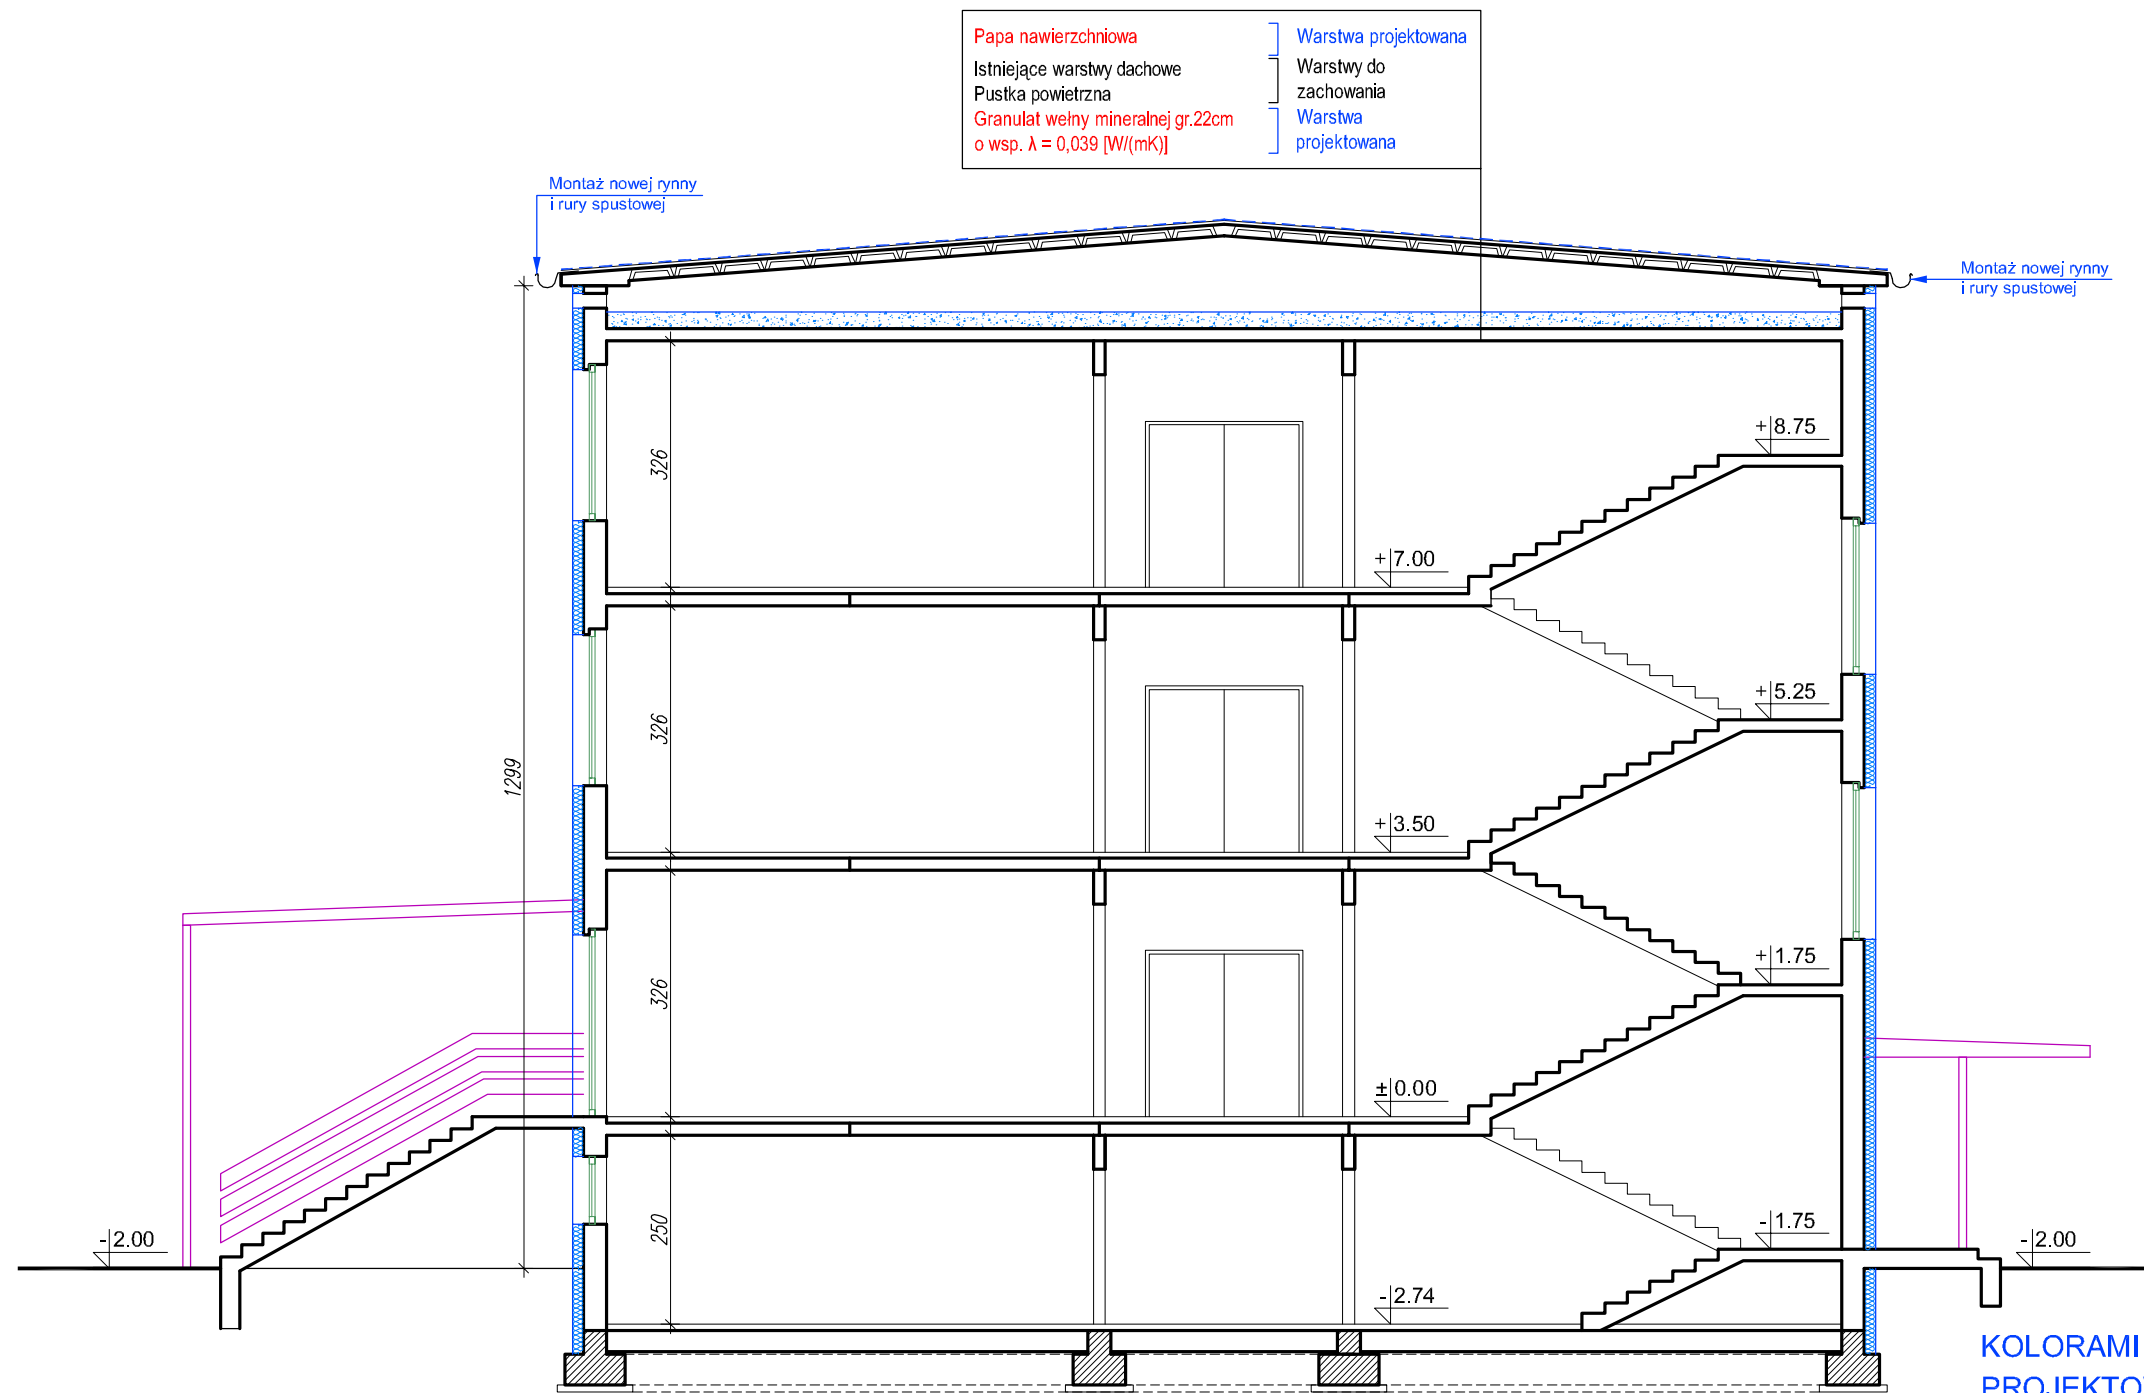 Papa nawierzchniowa
Warstwa projektowana
Istniejące warstwy dachowe
Warstwy do
Pustka powietrzna
zachowania
Granulat wełny mineralnej gr.22cm
Warstwa
o wsp. λ = 0,039 [W/(mK)]
projektowana
Montaż nowej rynny
i rury spustowej
Montaż nowej rynny
i rury spustowej
+8.75
326
+7.00
+5.25
326
1299
+3.50
+1.75
326
±0.00
250
-1.75
-2.00
-2.00
-2.74
KOLORAMI